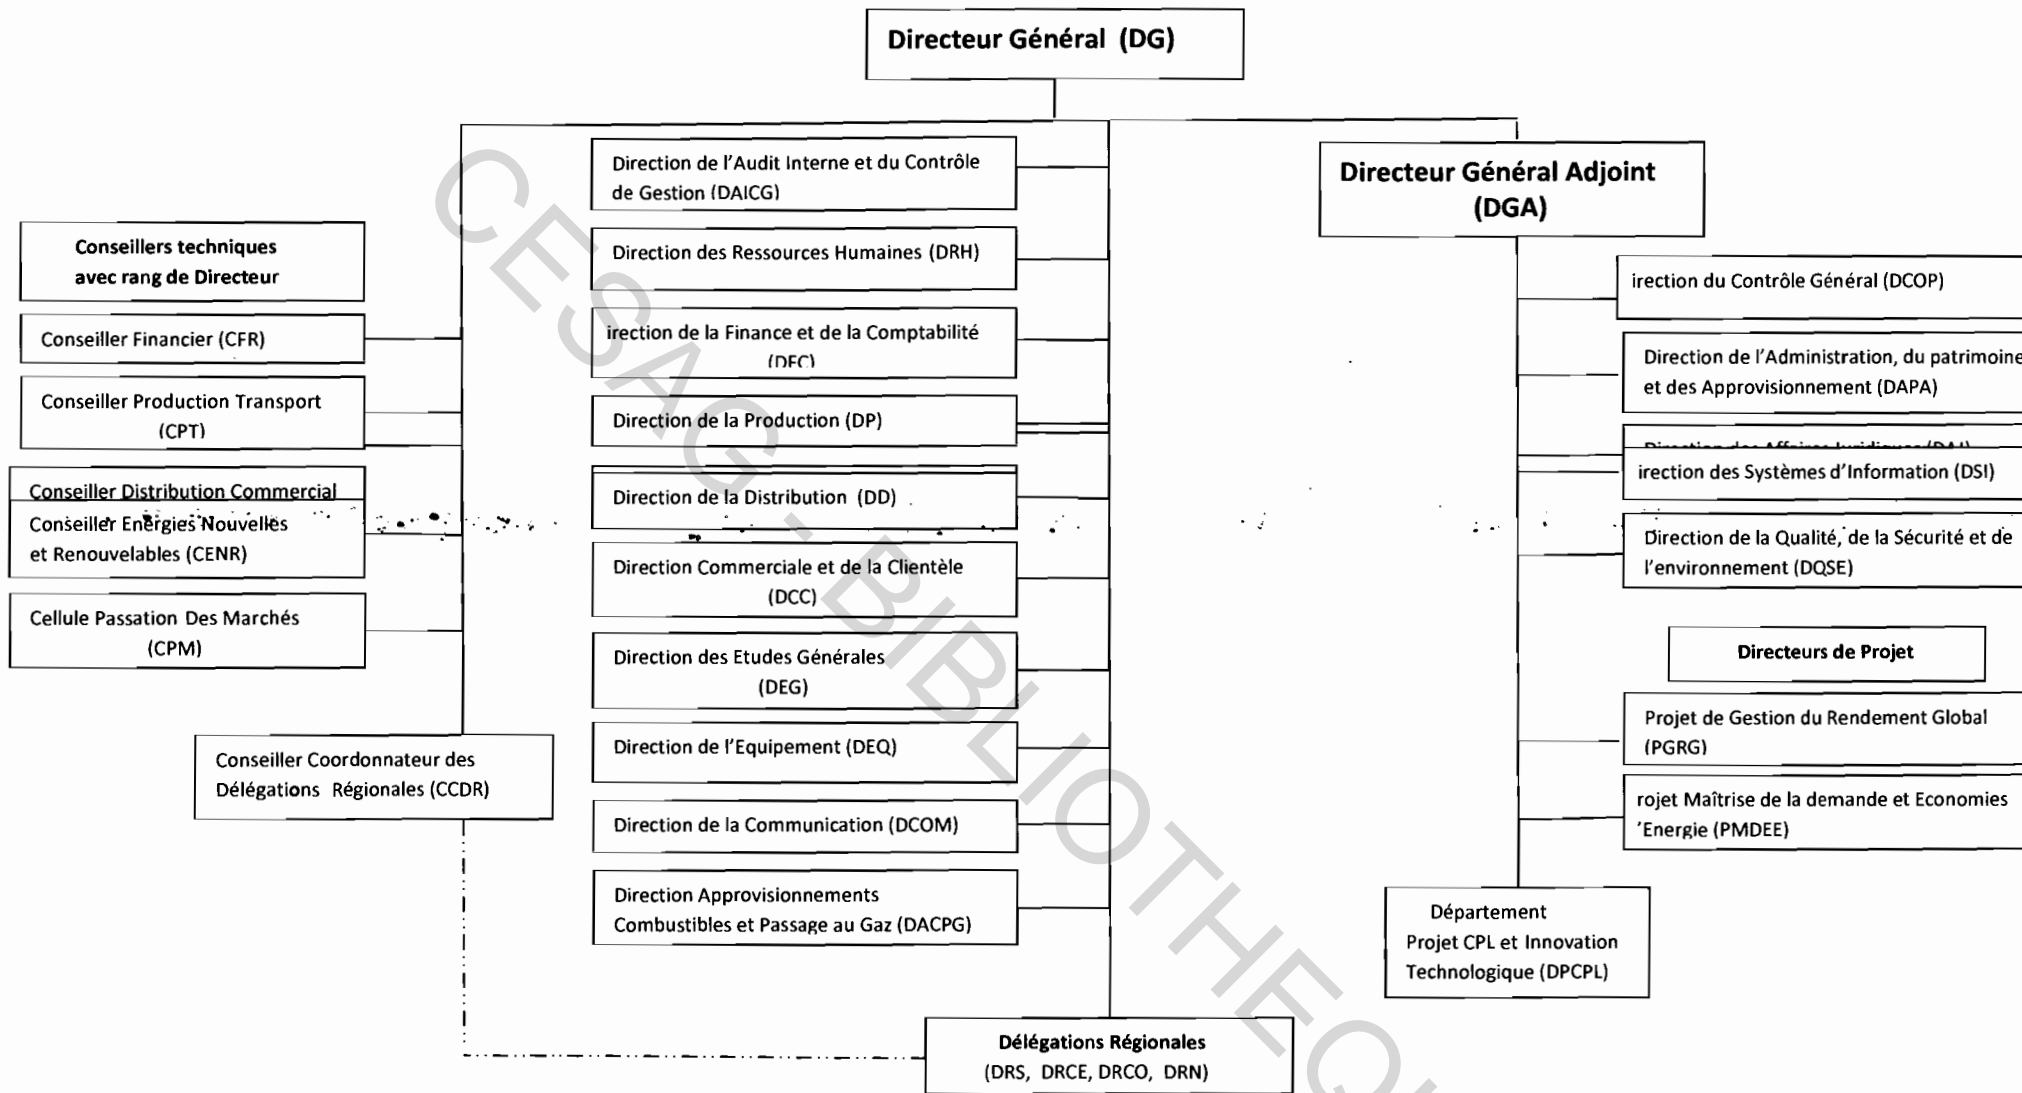 Directeur Général (DG)
Direction de l'Audit Interne et du Contrôle
de Gestion (DAICG)
Direction des Ressources Humaines (DRH)
irection de la Finance et de la Comptabilité
(DFC)
Direction de la Production (DP)
Direction de la Distribution (DD)
Direction Commerciale et de la Clientèle
(DCC)
Direction des Etudes Générales
(DEG)
Direction de l'Equipement (DEQ)
Direction de la Communication (DCOM)
Direction Approvisionnements
Combustibles et Passage au Gaz (DACPG)
Conseillers techniques
avec rang de Directeur
Conseiller Financier (CFR)
Conseiller Production Transport
(CPT)
Conseiller Distribution Commercial
Conseiller Energies Nouvelles
et Renouvelables (CENR)
Cellule Passation Des Marchés
(CPM)
Conseiller Coordonnateur des
Délégations Régionales (CCDR)
Directeur Général Adjoint
(DGA)
irection du Contrôle Général (DCOP)
Direction de l'Administration, du patrimoine
et des Approvisionnement (DAPA)
Direction des Affaires Juridiques (DAJ)
irection des Systèmes d'Information (DSI)
Direction de la Qualité, de la Sécurité et de
l'environnement (DQSE)
Directeurs de Projet
Projet de Gestion du Rendement Global
(PGRG)
rojet Maîtrise de la demande et Economies
'Energie (PMDEE)
Département
Projet CPL et Innovation
Technologique (DPCPL)
Délégations Régionales
(DRS, DRCE, DRCO, DRN)
CESAG - BIBLIOTHEQU